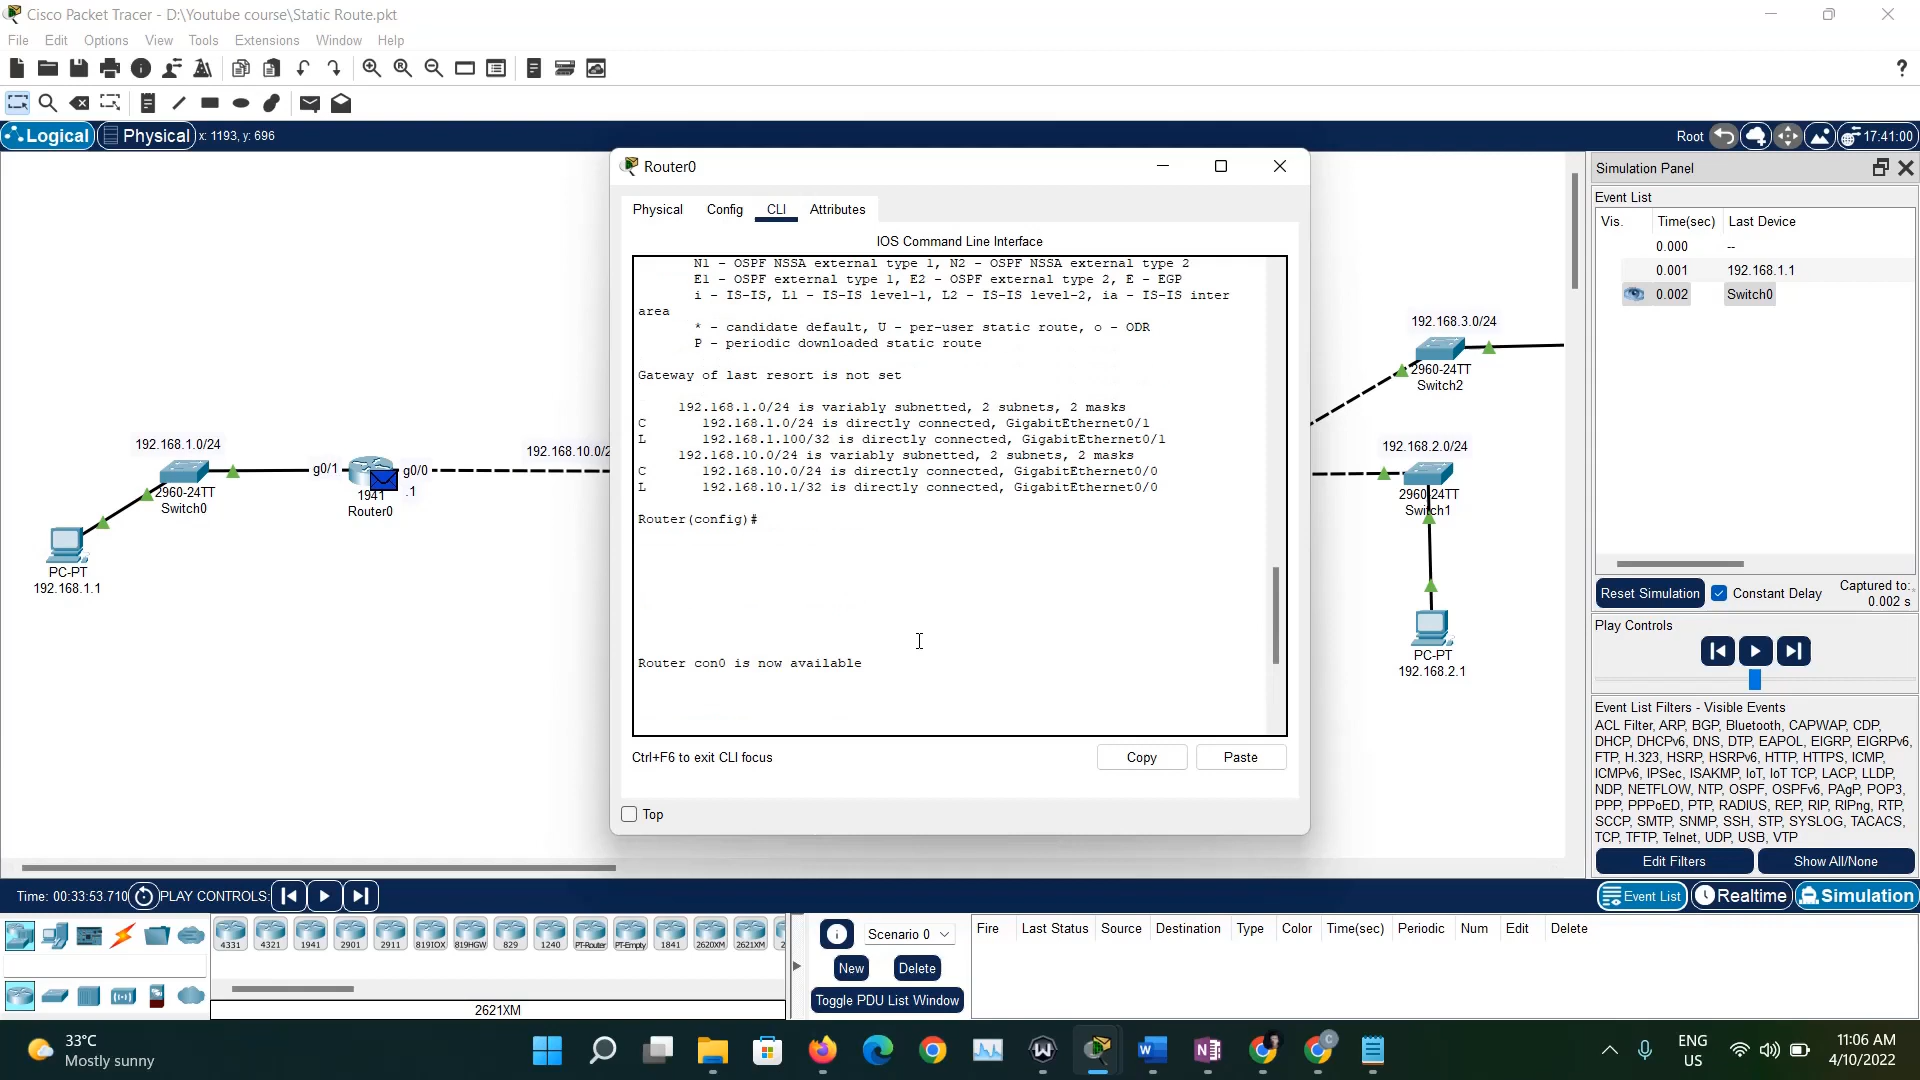 Cisco Packet Tracer - D:\Youtube course\Static Route.pkt
File Edit Options View Tools Extensions Window Help
?
Logical Physical x: 1193, y: 696 Root 17:41:00
Router0
Physical Config CLI Attributes
IOS Command Line Interface
N1 - OSPF NSSA external type 1, N2 - OSPF NSSA external type 2
E1 - OSPF external type 1, E2 - OSPF external type 2, E - EGP
i - IS-IS, L1 - IS-IS level-1, L2 - IS-IS level-2, ia - IS-IS inter
area
* - candidate default, U - per-user static route, o - ODR
P - periodic downloaded static route
Gateway of last resort is not set
192.168.1.0/24 is variably subnetted, 2 subnets, 2 masks
C 192.168.1.0/24 is directly connected, GigabitEthernet0/1
L 192.168.1.100/32 is directly connected, GigabitEthernet0/1
192.168.10.0/24 is variably subnetted, 2 subnets, 2 masks
C 192.168.10.0/24 is directly connected, GigabitEthernet0/0
L 192.168.10.1/32 is directly connected, GigabitEthernet0/0
Router(config)#
Router con0 is now available
Ctrl+F6 to exit CLI focus
Copy Paste
Top
192.168.1.0/24
2960-24TT
Switch0
PC-PT
192.168.1.1
g0/1
g0/0
.1
1941
Router0
192.168.10.0/2
192.168.3.0/24
2960-24TT
Switch2
192.168.2.0/24
2960-24TT
Switch1
PC-PT
192.168.2.1
Simulation Panel
Event List
Vis. Time(sec) Last Device
0.000 --
0.001 192.168.1.1
0.002 Switch0
Reset Simulation Constant Delay Captured to:
0.002 s
Play Controls
Event List Filters - Visible Events
ACL Filter, ARP, BGP, Bluetooth, CAPWAP, CDP,
DHCP, DHCPv6, DNS, DTP, EAPOL, EIGRP, EIGRPv6,
FTP, H.323, HSRP, HSRPv6, HTTP, HTTPS, ICMP,
ICMPv6, IPSec, ISAKMP, IoT, IoT TCP, LACP, LLDP,
NDP, NETFLOW, NTP, OSPF, OSPFv6, PAgP, POP3,
PPP, PPPoED, PTP, RADIUS, REP, RIP, RIPng, RTP,
SCCP, SMTP, SNMP, SSH, STP, SYSLOG, TACACS,
TCP, TFTP, Telnet, UDP, USB, VTP
Edit Filters Show All/None
Time: 00:33:53.710 PLAY CONTROLS: Event List Realtime Simulation
4331 4321 1941 2901 2911 819IOX 819HGW 829 1240 PT-Router PT-Empty 1841 2620XM 2621XM 2
2621XM
Scenario 0
New Delete
Toggle PDU List Window
Fire Last Status Source Destination Type Color Time(sec) Periodic Num Edit Delete
33°C
Mostly sunny
ENG
US
11:06 AM
4/10/2022